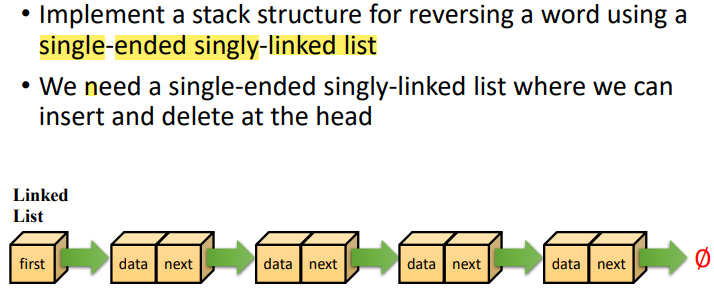 • Implement a stack structure for reversing a word using a
single-ended singly-linked list
• We need a single-ended singly-linked list where we can
insert and delete at the head
Linked
List
first data next data next data next data next ∅